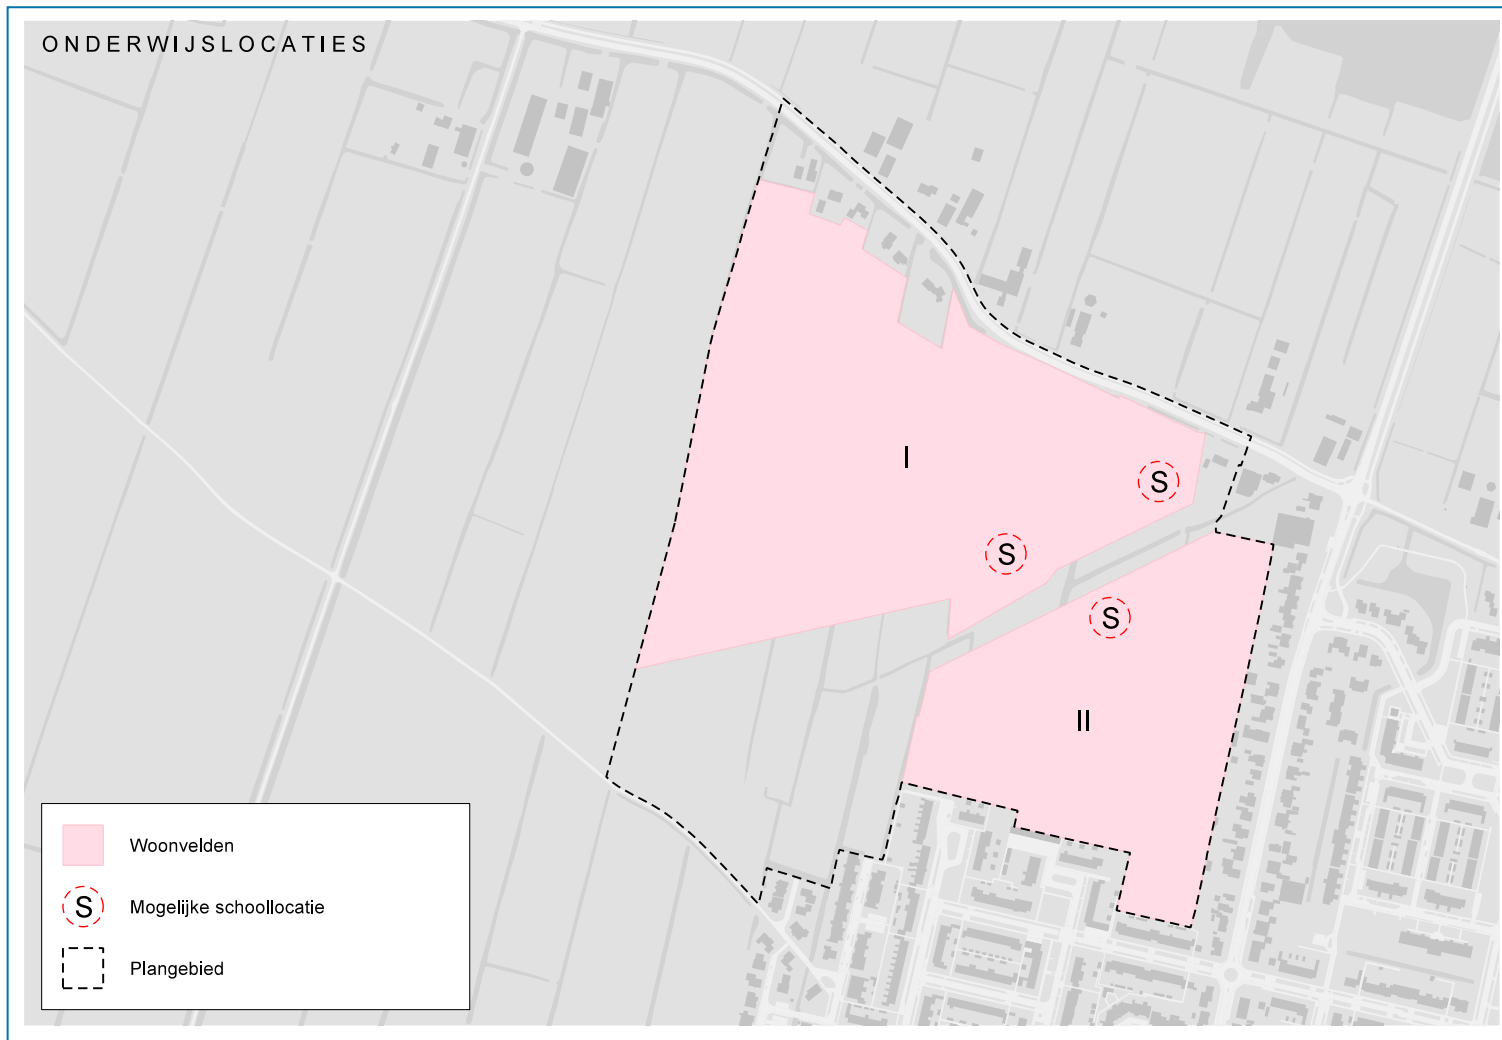 ONDERWIJSLOCATIES
I
S
S
S
II
Woonvelden
S Mogelijke schoollocatie
Plangebied